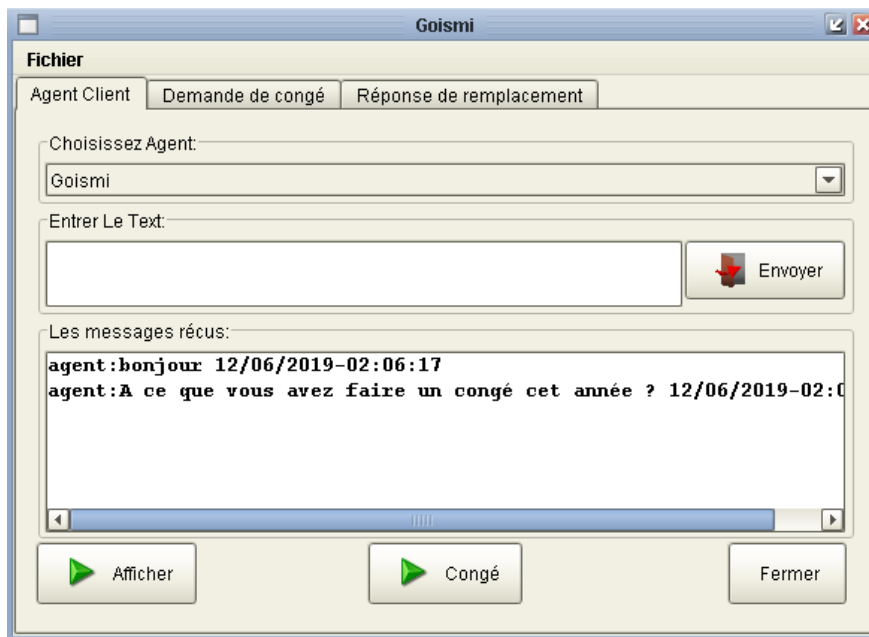 Goismi
Fichier
Agent Client Demande de congé Réponse de remplacement
Choisissez Agent:
Goismi
Entrer Le Text:
Envoyer
Les messages récus:
agent:bonjour 12/06/2019-02:06:17
agent:A ce que vous avez faire un congé cet année ? 12/06/2019-02:0
Afficher Congé Fermer